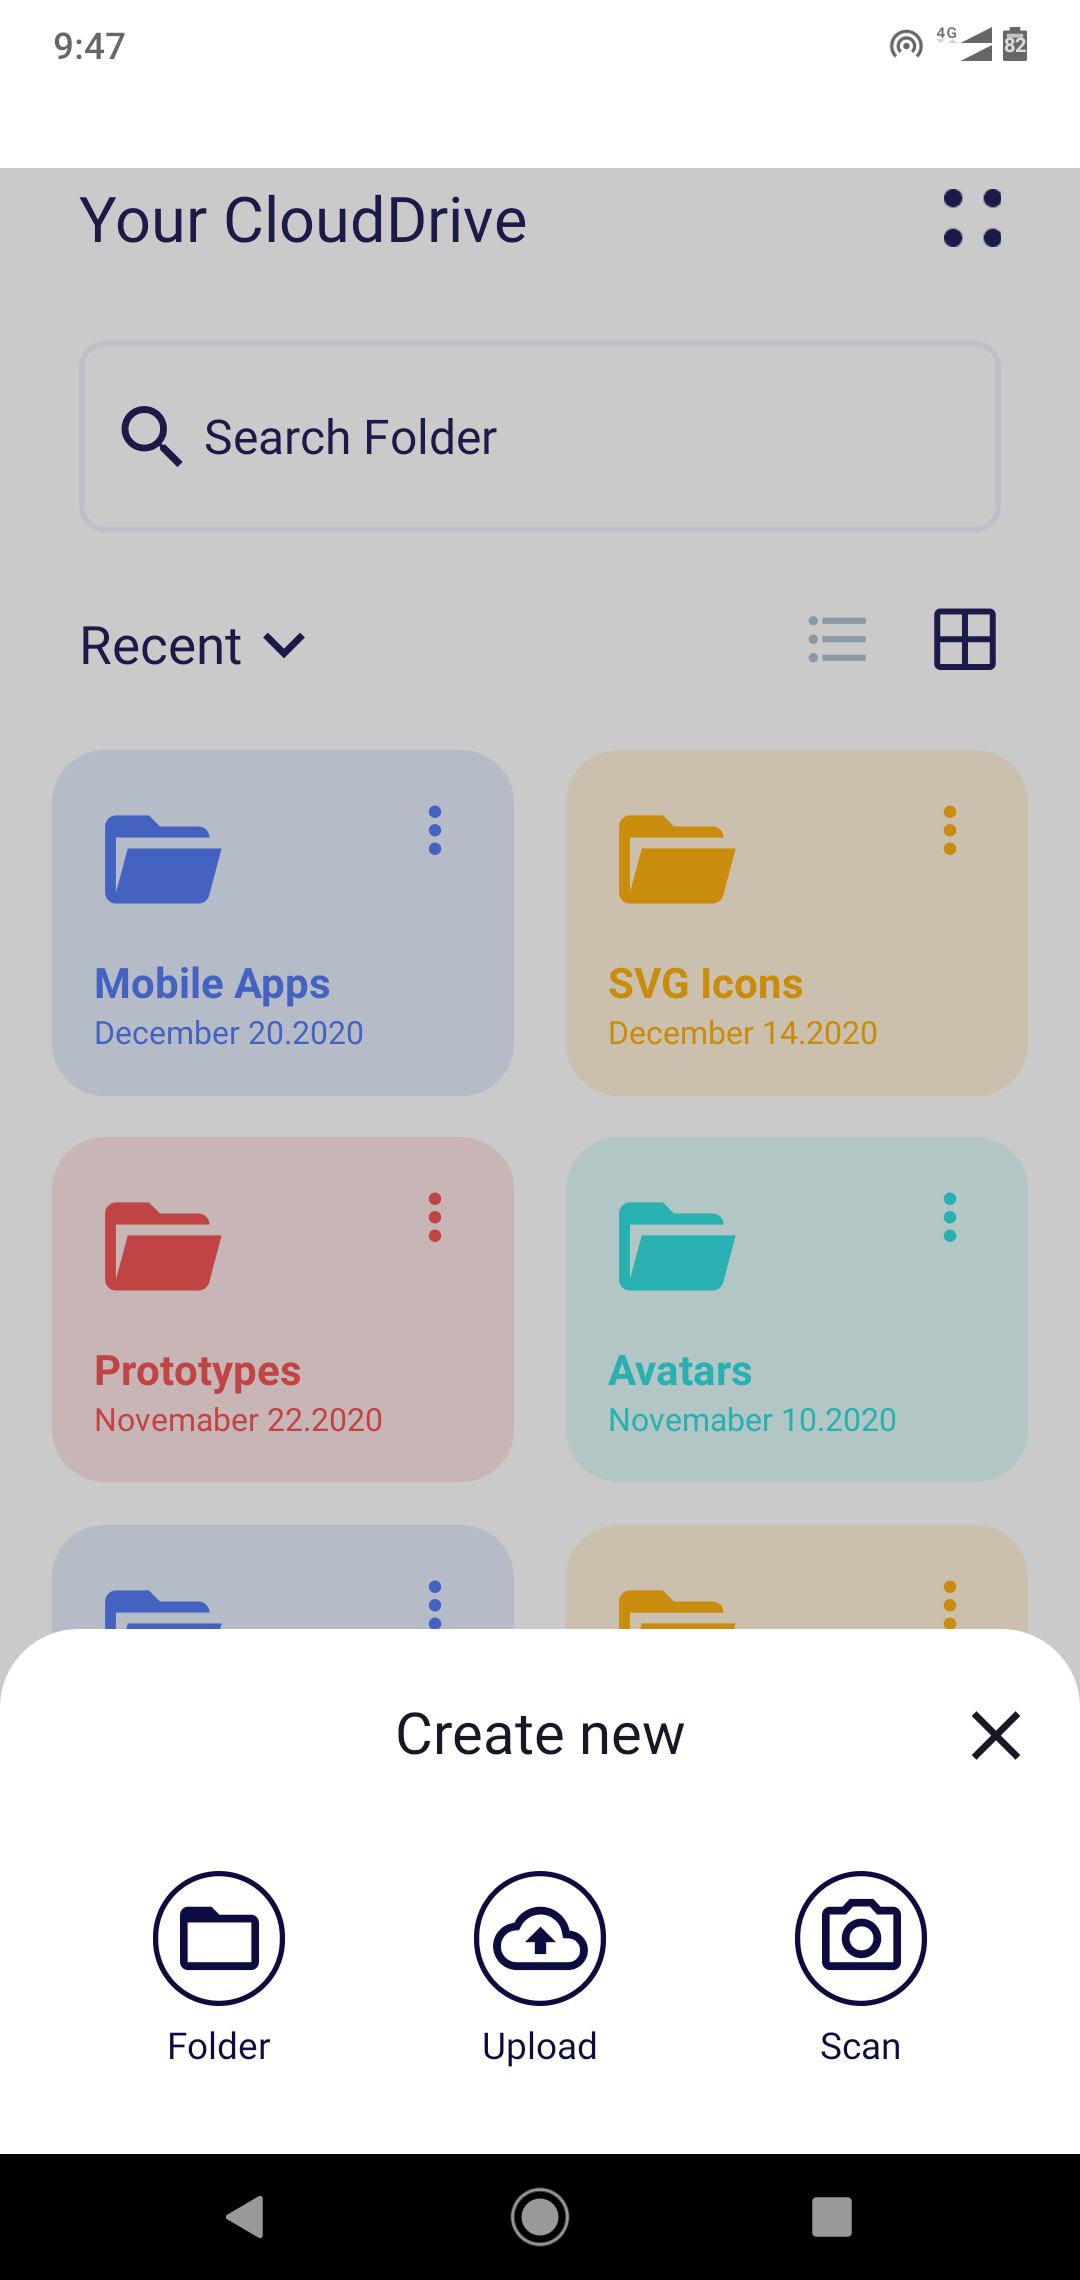 9:47
4G
82
Your CloudDrive
Search Folder
Recent
Mobile Apps
December 20.2020
SVG Icons
December 14.2020
Prototypes
Novemaber 22.2020
Avatars
Novemaber 10.2020
Create new
Folder
Upload
Scan